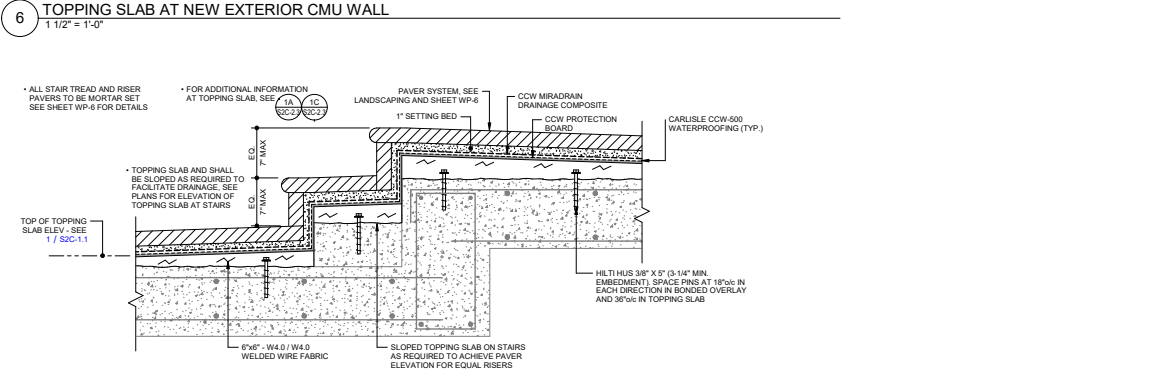 6
TOPPING SLAB AT NEW EXTERIOR CMU WALL
1 1/2" = 1'-0"
• ALL STAIR TREAD AND RISER
PAVERS TO BE MORTAR SET
SEE SHEET WP-6 FOR DETAILS
• FOR ADDITIONAL INFORMATION
AT TOPPING SLAB, SEE
1A
S2C-2.3
1C
S2C-2.3
PAVER SYSTEM, SEE
LANDSCAPING AND SHEET WP-6
1" SETTING BED
CCW MIRADRAIN
DRAINAGE COMPOSITE
CCW PROTECTION
BOARD
CARLISLE CCW-500
WATERPROOFING (TYP.)
EQ.
7" MAX
EQ.
7" MAX
• TOPPING SLAB AND SHALL
BE SLOPED AS REQUIRED TO
FACILITATE DRAINAGE, SEE
PLANS FOR ELEVATION OF
TOPPING SLAB AT STAIRS
TOP OF TOPPING
SLAB ELEV - SEE
1 / S2C-1.1
HILTI HUS 3/8" X 5" (3-1/4" MIN.
EMBEDMENT). SPACE PINS AT 18"o/c IN
EACH DIRECTION IN BONDED OVERLAY
AND 36"o/c IN TOPPING SLAB
6"x6" - W4.0 / W4.0
WELDED WIRE FABRIC
SLOPED TOPPING SLAB ON STAIRS
AS REQUIRED TO ACHIEVE PAVER
ELEVATION FOR EQUAL RISERS